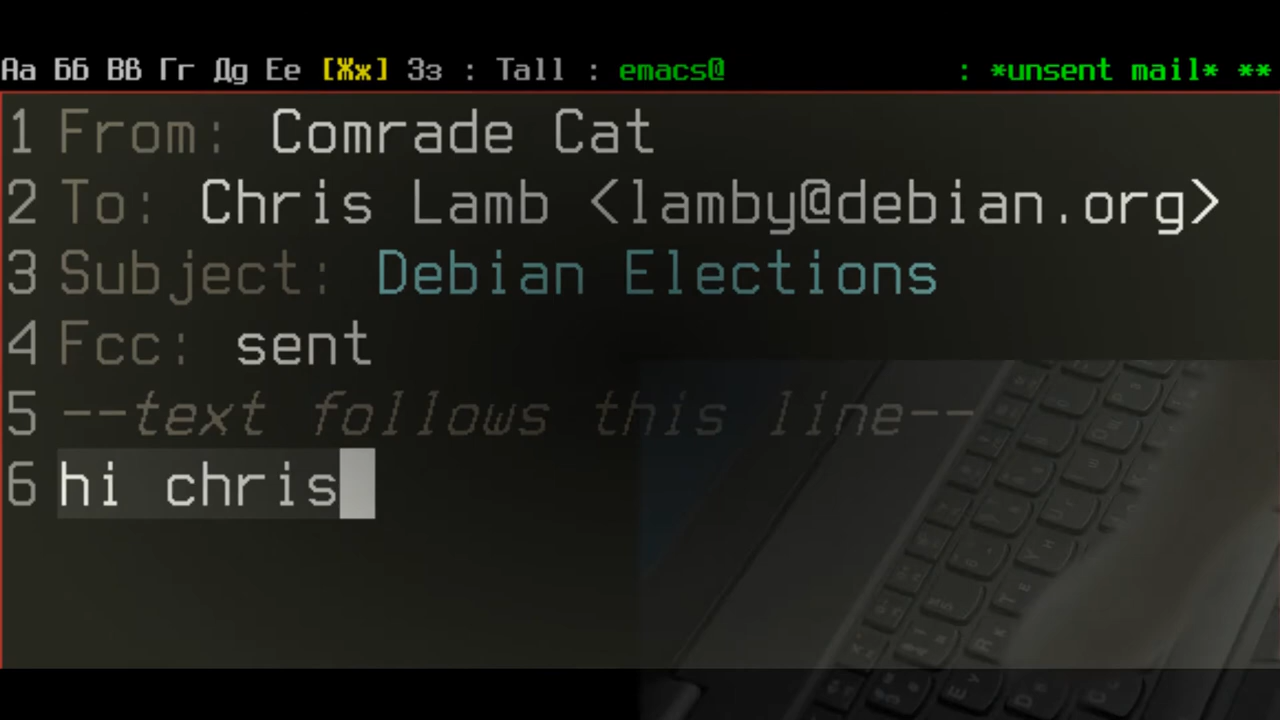 Аа Бб Вв Гг Дд Ее [Жж] Зз : Tall : emacs@ : *unsent mail* **
1 From: Comrade Cat
2 To: Chris Lamb <lamby@debian.org>
3 Subject: Debian Elections
4 Fcc: sent
5 --text follows this line--
6 hi chris